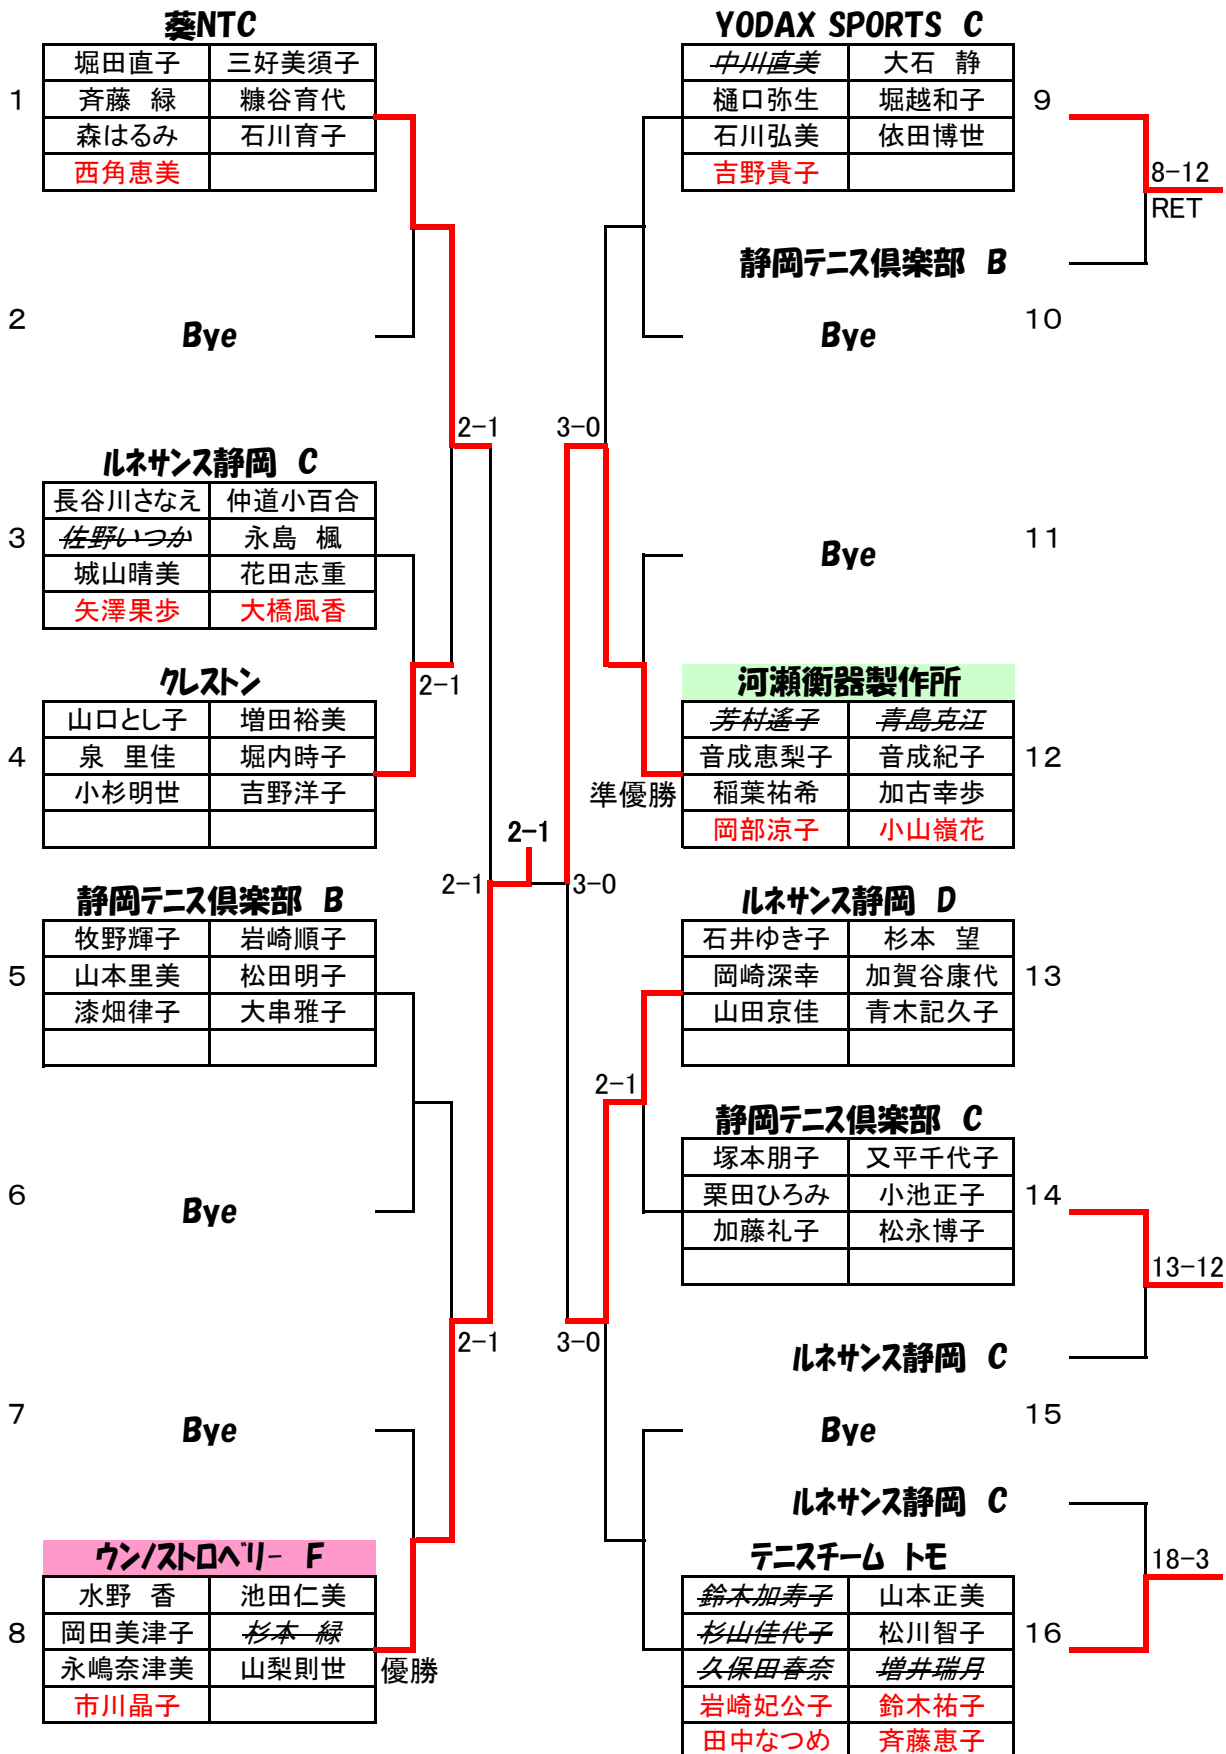 葵NTC
1
堀田直子 三好美須子
斉藤 緑 糠谷育代
森はるみ 石川育子
西角恵美
2
Bye
2-1
ルネサンス静岡 C
3
長谷川さなえ 仲道小百合
佐野いつか 永島 楓
城山晴美 花田志重
矢澤果歩 大橋風香
2-1
クレストン
4
山口とし子 増田裕美
泉 里佳 堀内時子
小杉明世 吉野洋子
2-1
2-1
静岡テニス倶楽部 B
5
牧野輝子 岩崎順子
山本里美 松田明子
漆畑律子 大串雅子
6
Bye
2-1
7
Bye
ウンノストロベリー F
8
水野 香 池田仁美
岡田美津子 杉本 緑
永嶋奈津美 山梨則世
市川晶子
優勝
YODAX SPORTS C
中川直美 大石 静
樋口弥生 堀越和子
石川弘美 依田博世
吉野貴子
9
8-12
RET
静岡テニス倶楽部 B
Bye
10
3-0
Bye
11
河瀬衡器製作所
芳村遙子 青島克江
音成恵梨子 音成紀子
稲葉祐希 加古幸歩
岡部涼子 小山嶺花
12
準優勝
3-0
ルネサンス静岡 D
石井ゆき子 杉本 望
岡崎深幸 加賀谷康代
山田京佳 青木記久子
13
2-1
静岡テニス倶楽部 C
塚本朋子 又平千代子
栗田ひろみ 小池正子
加藤礼子 松永博子
14
13-12
ルネサンス静岡 C
3-0
Bye
15
ルネサンス静岡 C
18-3
テニスチーム トモ
鈴木加寿子 山本正美
杉山佳代子 松川智子
久保田春奈 増井瑞月
岩崎妃公子 鈴木祐子
田中なつめ 斉藤恵子
16